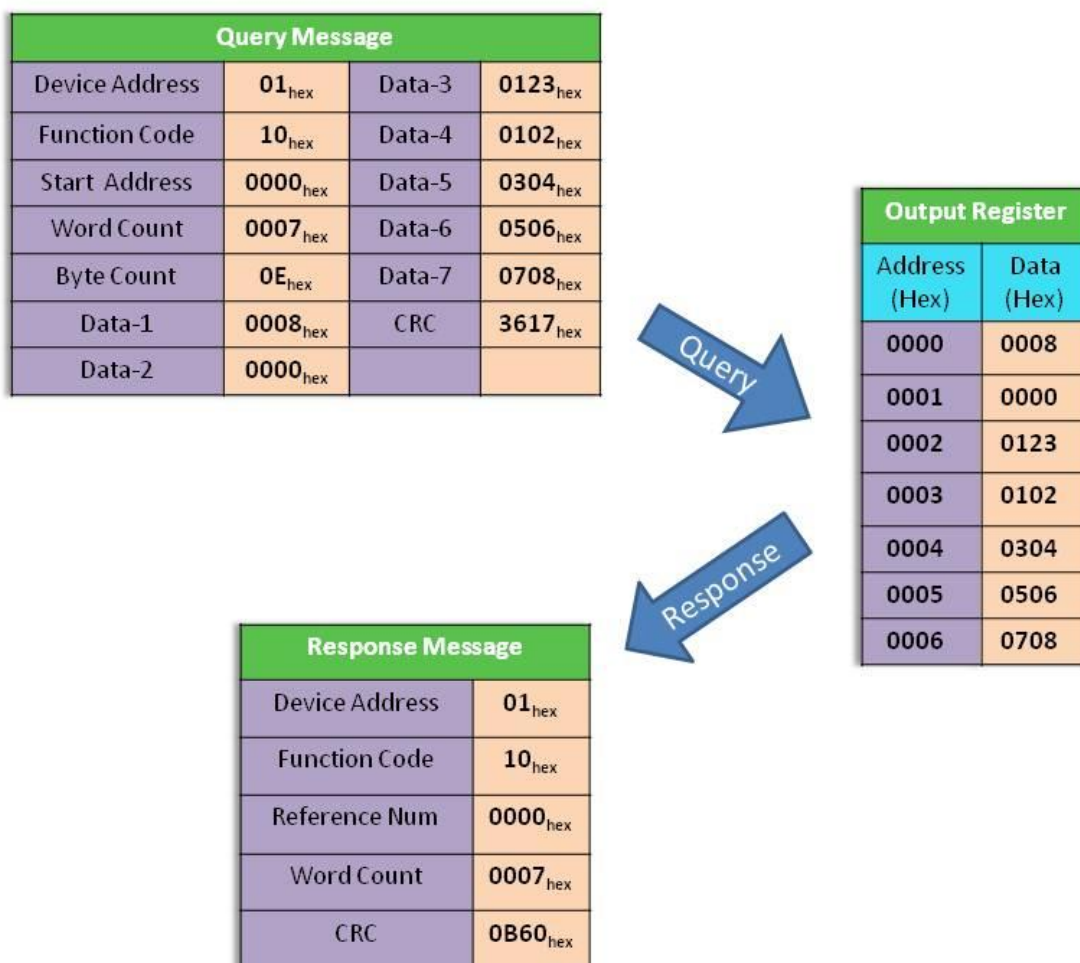 Query Message
Device Address 01hex Data-3 0123hex
Function Code 10hex Data-4 0102hex
Start Address 0000hex Data-5 0304hex
Word Count 0007hex Data-6 0506hex
Byte Count 0Ehex Data-7 0708hex
Data-1 0008hex CRC 3617hex
Data-2 0000hex
Query
Output Register
Address (Hex) Data (Hex)
0000 0008
0001 0000
0002 0123
0003 0102
0004 0304
0005 0506
0006 0708
Response
Response Message
Device Address 01hex
Function Code 10hex
Reference Num 0000hex
Word Count 0007hex
CRC 0B60hex